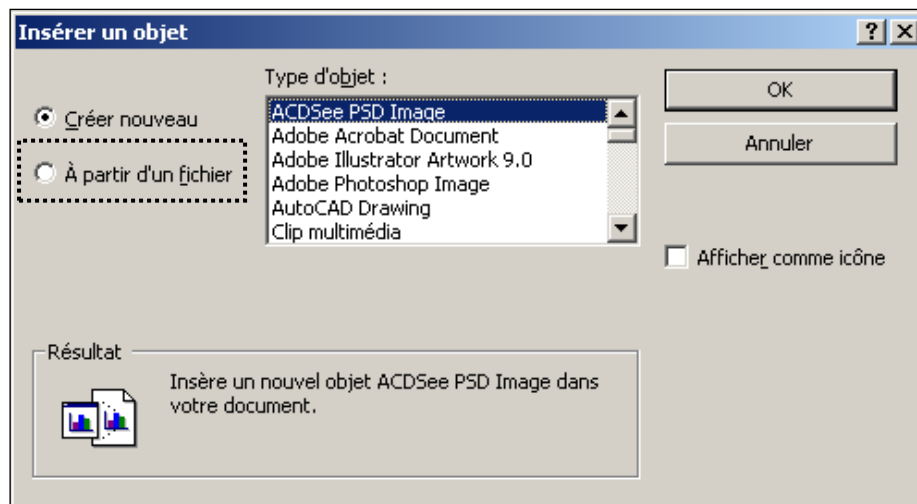 Insérer un objet
Type d'objet :
Créer nouveau
À partir d'un fichier
ACDSee PSD Image
Adobe Acrobat Document
Adobe Illustrator Artwork 9.0
Adobe Photoshop Image
AutoCAD Drawing
Clip multimédia
OK
Annuler
Afficher comme icône
Résultat
Insère un nouvel objet ACDSee PSD Image dans
votre document.